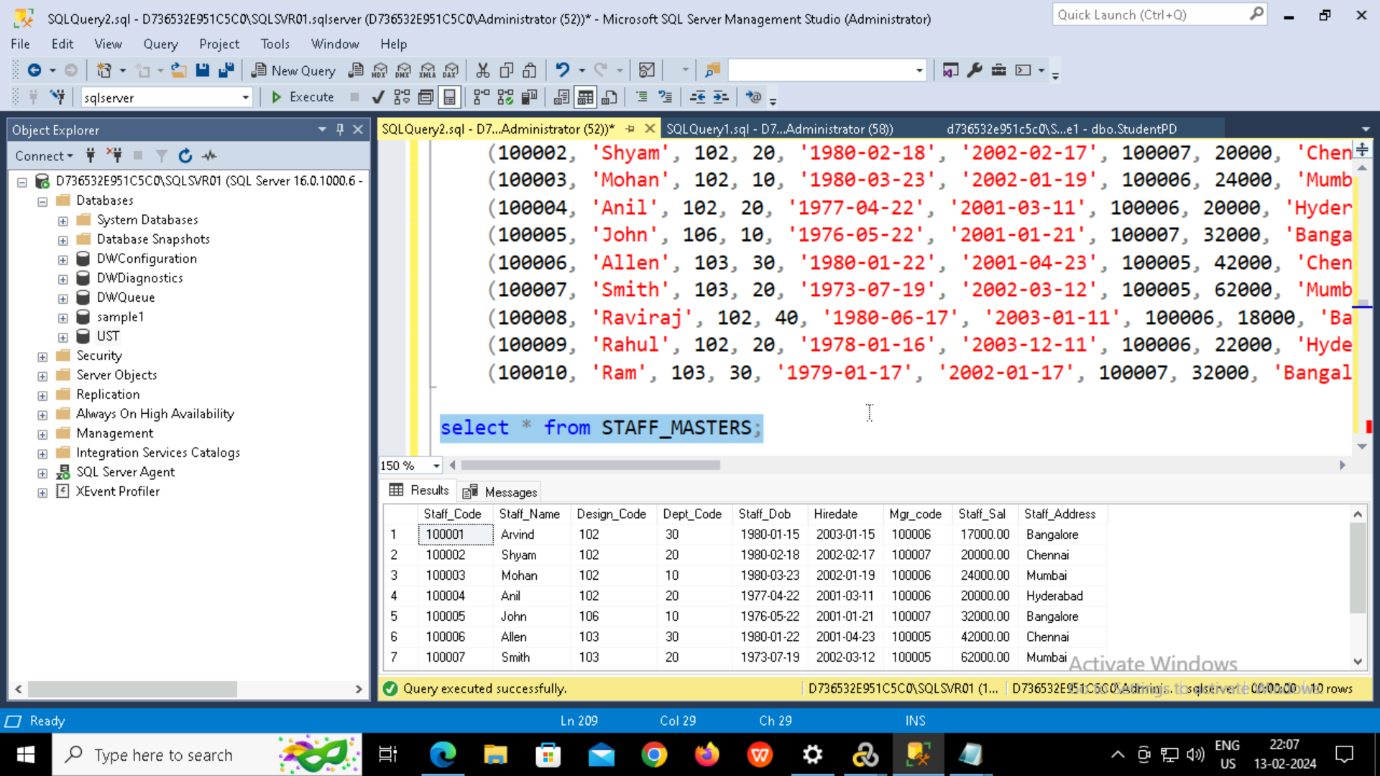 SQLQuery2.sql - D736532E951C5C0\SQLSVR01.sqlserver (D736532E951C5C0\Administrator (52))* - Microsoft SQL Server Management Studio (Administrator)
Quick Launch (Ctrl+Q)
File Edit View Query Project Tools Window Help
New Query
MDX DMX XMLA DAX
sqlserver
Execute
Object Explorer
Connect
D736532E951C5C0\SQLSVR01 (SQL Server 16.0.1000.6 -
Databases
System Databases
Database Snapshots
DWConfiguration
DWDiagnostics
DWQueue
sample1
UST
Security
Server Objects
Replication
Always On High Availability
Management
Integration Services Catalogs
SQL Server Agent
XEvent Profiler
SQLQuery2.sql - D7...Administrator (52))* SQLQuery1.sql - D7...Administrator (58)) d736532e951c5c0\S...e1 - dbo.StudentPD
(100002, 'Shyam', 102, 20, '1980-02-18', '2002-02-17', 100007, 20000, 'Chen
(100003, 'Mohan', 102, 10, '1980-03-23', '2002-01-19', 100006, 24000, 'Mumb
(100004, 'Anil', 102, 20, '1977-04-22', '2001-03-11', 100006, 20000, 'Hyder
(100005, 'John', 106, 10, '1976-05-22', '2001-01-21', 100007, 32000, 'Banga
(100006, 'Allen', 103, 30, '1980-01-22', '2001-04-23', 100005, 42000, 'Chen
(100007, 'Smith', 103, 20, '1973-07-19', '2002-03-12', 100005, 62000, 'Mumb
(100008, 'Raviraj', 102, 40, '1980-06-17', '2003-01-11', 100006, 18000, 'Ba
(100009, 'Rahul', 102, 20, '1978-01-16', '2003-12-11', 100006, 22000, 'Hyde
(100010, 'Ram', 103, 30, '1979-01-17', '2002-01-17', 100007, 32000, 'Bangal
select * from STAFF_MASTERS;
150 %
Results Messages
Staff_Code Staff_Name Design_Code Dept_Code Staff_Dob Hiredate Mgr_code Staff_Sal Staff_Address
1 100001 Arvind 102 30 1980-01-15 2003-01-15 100006 17000.00 Bangalore
2 100002 Shyam 102 20 1980-02-18 2002-02-17 100007 20000.00 Chennai
3 100003 Mohan 102 10 1980-03-23 2002-01-19 100006 24000.00 Mumbai
4 100004 Anil 102 20 1977-04-22 2001-03-11 100006 20000.00 Hyderabad
5 100005 John 106 10 1976-05-22 2001-01-21 100007 32000.00 Bangalore
6 100006 Allen 103 30 1980-01-22 2001-04-23 100005 42000.00 Chennai
7 100007 Smith 103 20 1973-07-19 2002-03-12 100005 62000.00 Mumbai
Activate Windows
Go to Settings to activate Windows.
Query executed successfully. D736532E951C5C0\SQLSVR01 (1... D736532E951C5C0\Adminis... sqlserver 00:00:00 10 rows
Ready Ln 209 Col 29 Ch 29 INS
Type here to search
ENG
US
22:07
13-02-2024